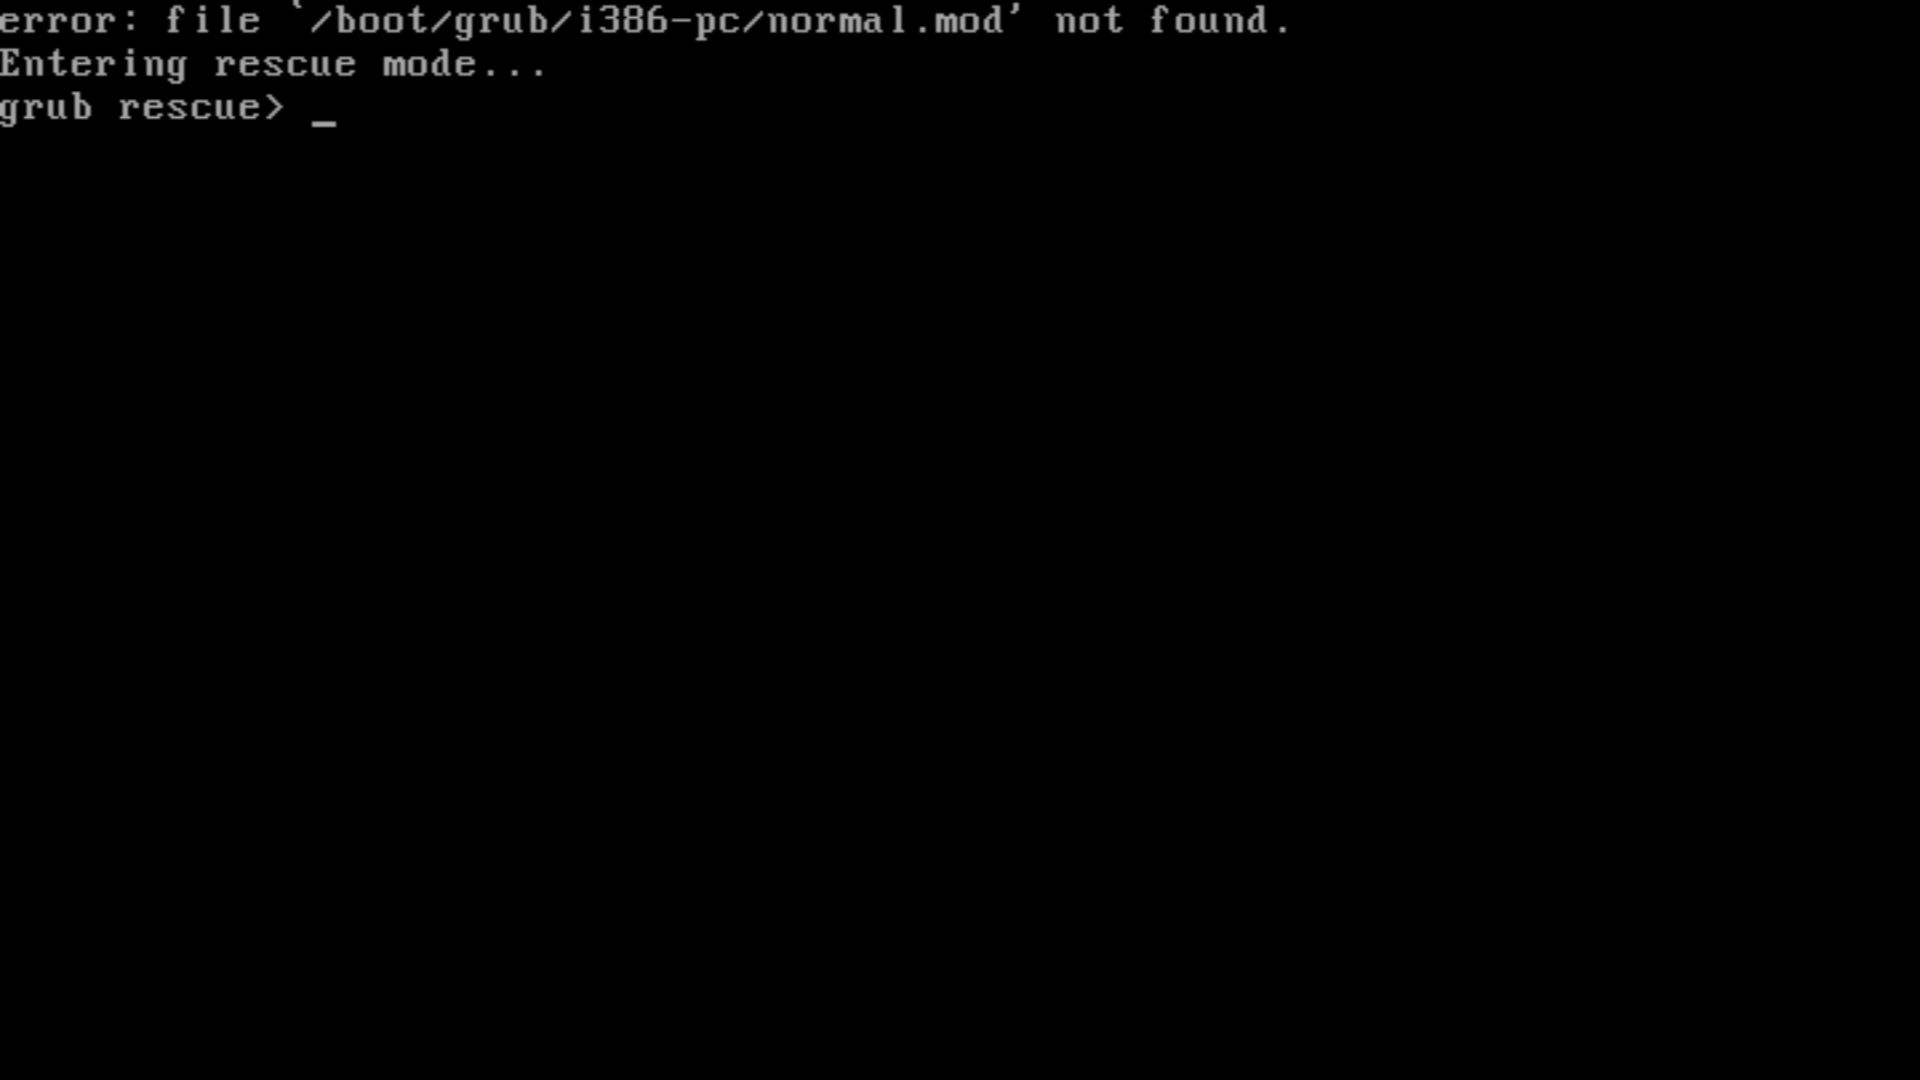 error: file `/boot/grub/i386-pc/normal.mod' not found.
Entering rescue mode...
grub rescue> _